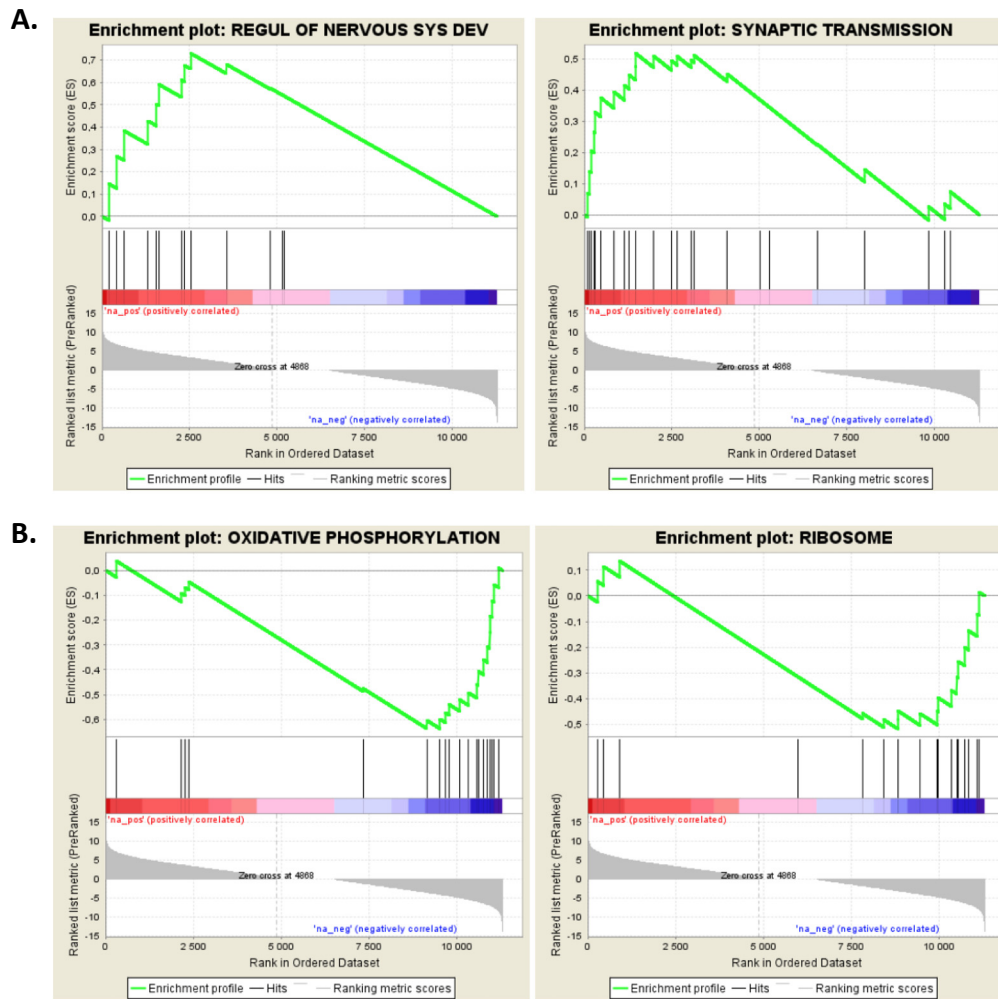 A.
Enrichment plot: REGUL OF NERVOUS SYS DEV
Enrichment score (ES)
0,7
0,6
0,5
0,4
0,3
0,2
0,1
0,0
'na_pos' (positively correlated)
Ranked list metric (PreRanked)
15
10
5
0
-5
-10
-15
Zero cross at 4868
'na_neg' (negatively correlated)
0 2 500 5 000 7 500 10 000
Rank in Ordered Dataset
Enrichment profile Hits Ranking metric scores
Enrichment plot: SYNAPTIC TRANSMISSION
Enrichment score (ES)
0,5
0,4
0,3
0,2
0,1
0,0
'na_pos' (positively correlated)
Ranked list metric (PreRanked)
15
10
5
0
-5
-10
-15
Zero cross at 4868
'na_neg' (negatively correlated)
0 2 500 5 000 7 500 10 000
Rank in Ordered Dataset
Enrichment profile Hits Ranking metric scores
B.
Enrichment plot: OXIDATIVE PHOSPHORYLATION
Enrichment score (ES)
0,0
-0,1
-0,2
-0,3
-0,4
-0,5
-0,6
'na_pos' (positively correlated)
Ranked list metric (PreRanked)
15
10
5
0
-5
-10
-15
Zero cross at 4868
'na_neg' (negatively correlated)
0 2 500 5 000 7 500 10 000
Rank in Ordered Dataset
Enrichment profile Hits Ranking metric scores
Enrichment plot: RIBOSOME
Enrichment score (ES)
0,1
0,0
-0,1
-0,2
-0,3
-0,4
-0,5
'na_pos' (positively correlated)
Ranked list metric (PreRanked)
15
10
5
0
-5
-10
-15
Zero cross at 4868
'na_neg' (negatively correlated)
0 2 500 5 000 7 500 10 000
Rank in Ordered Dataset
Enrichment profile Hits Ranking metric scores